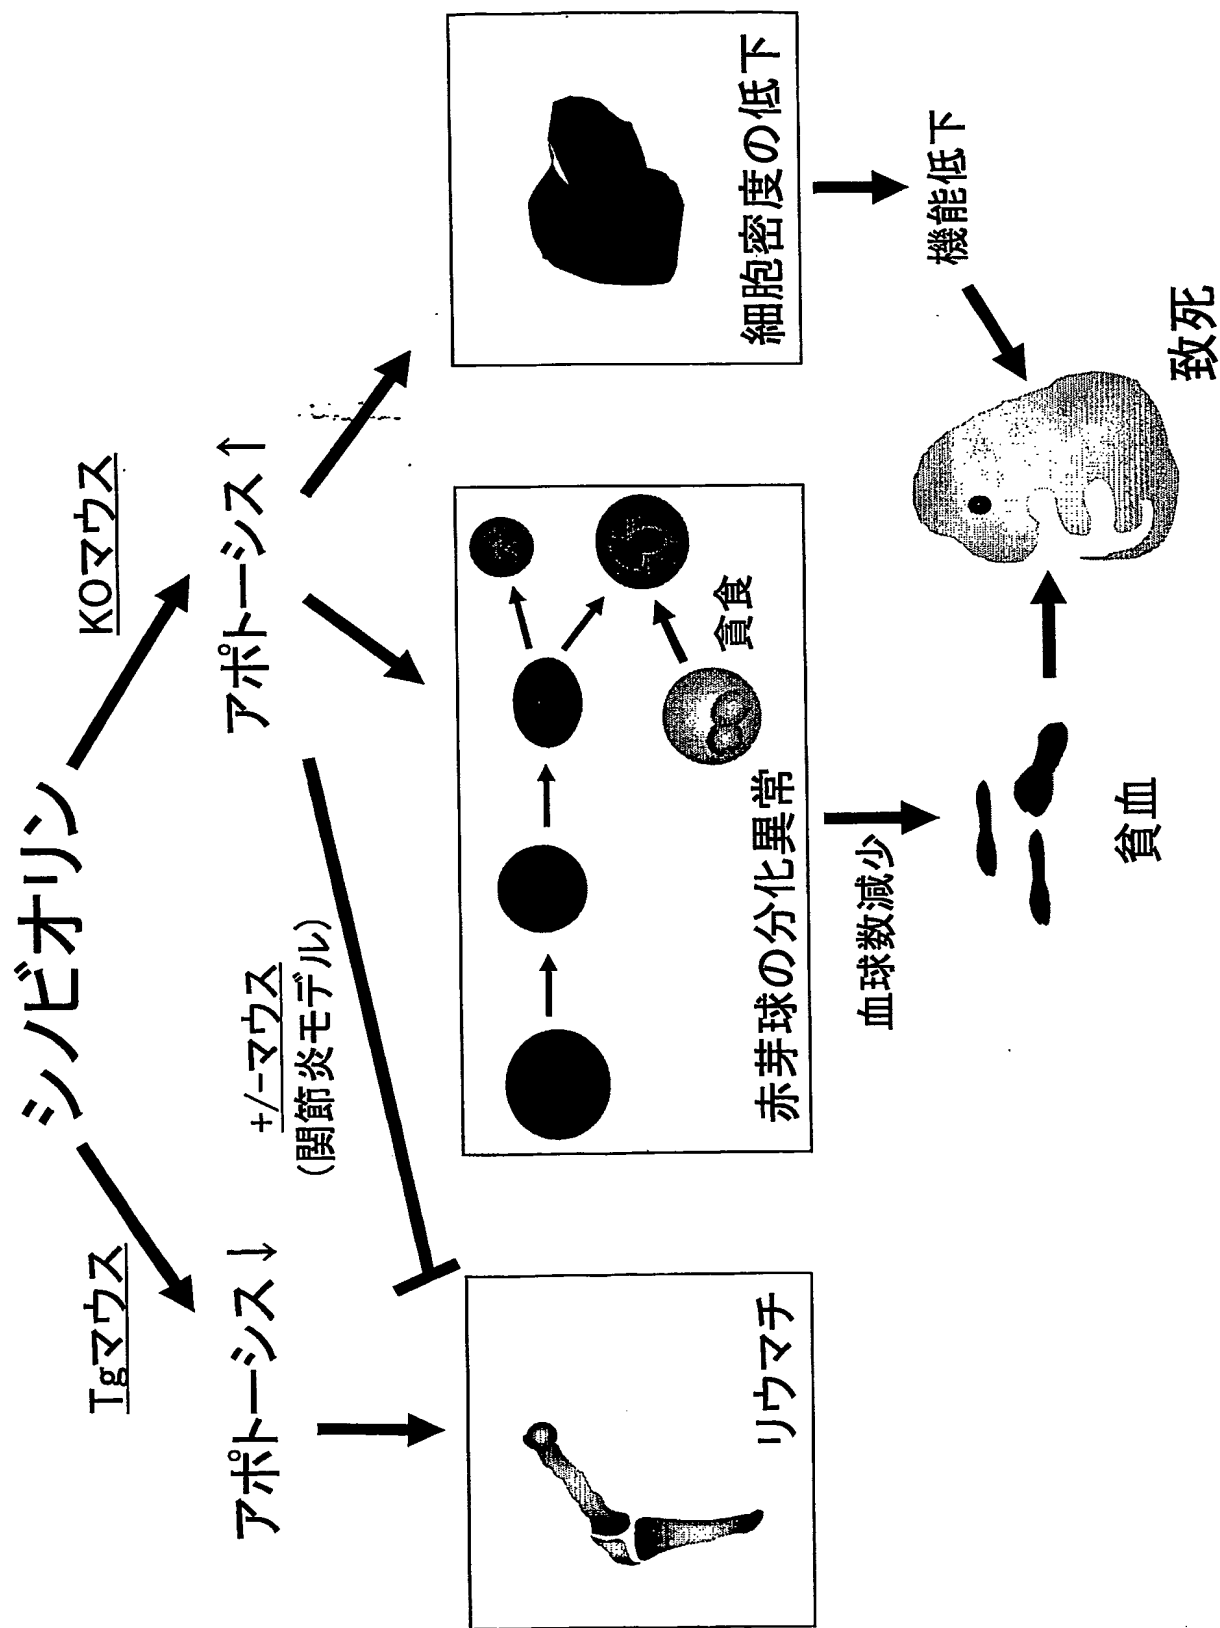 シノビオリン
Tgマウス
KOマウス
アポトーシス↓
+/-マウス
(関節炎モデル)
アポトーシス↑
リウマチ
赤芽球の分化異常
貪食
細胞密度の低下
血球数減少
機能低下
貧血
致死